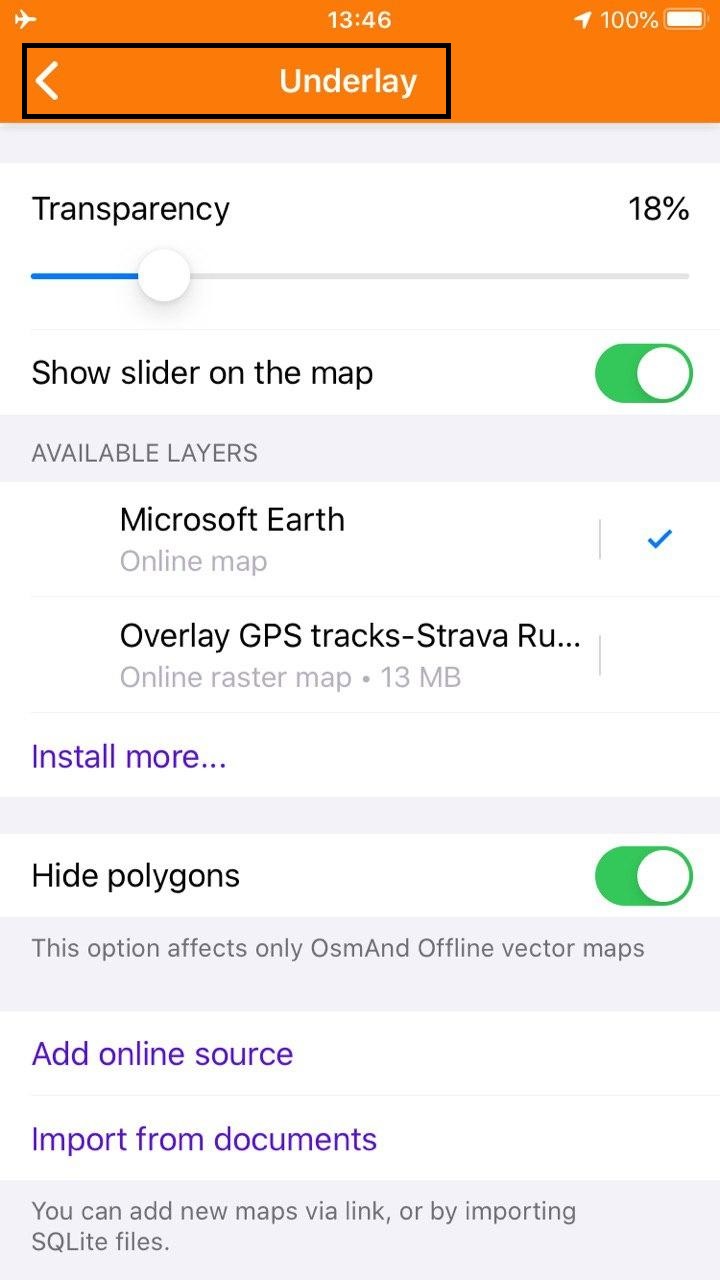 13:46
100%
Underlay
Transparency
18%
Show slider on the map
AVAILABLE LAYERS
Microsoft Earth
Online map
Overlay GPS tracks-Strava Ru...
Online raster map • 13 MB
Install more...
Hide polygons
This option affects only OsmAnd Offline vector maps
Add online source
Import from documents
You can add new maps via link, or by importing
SQLite files.